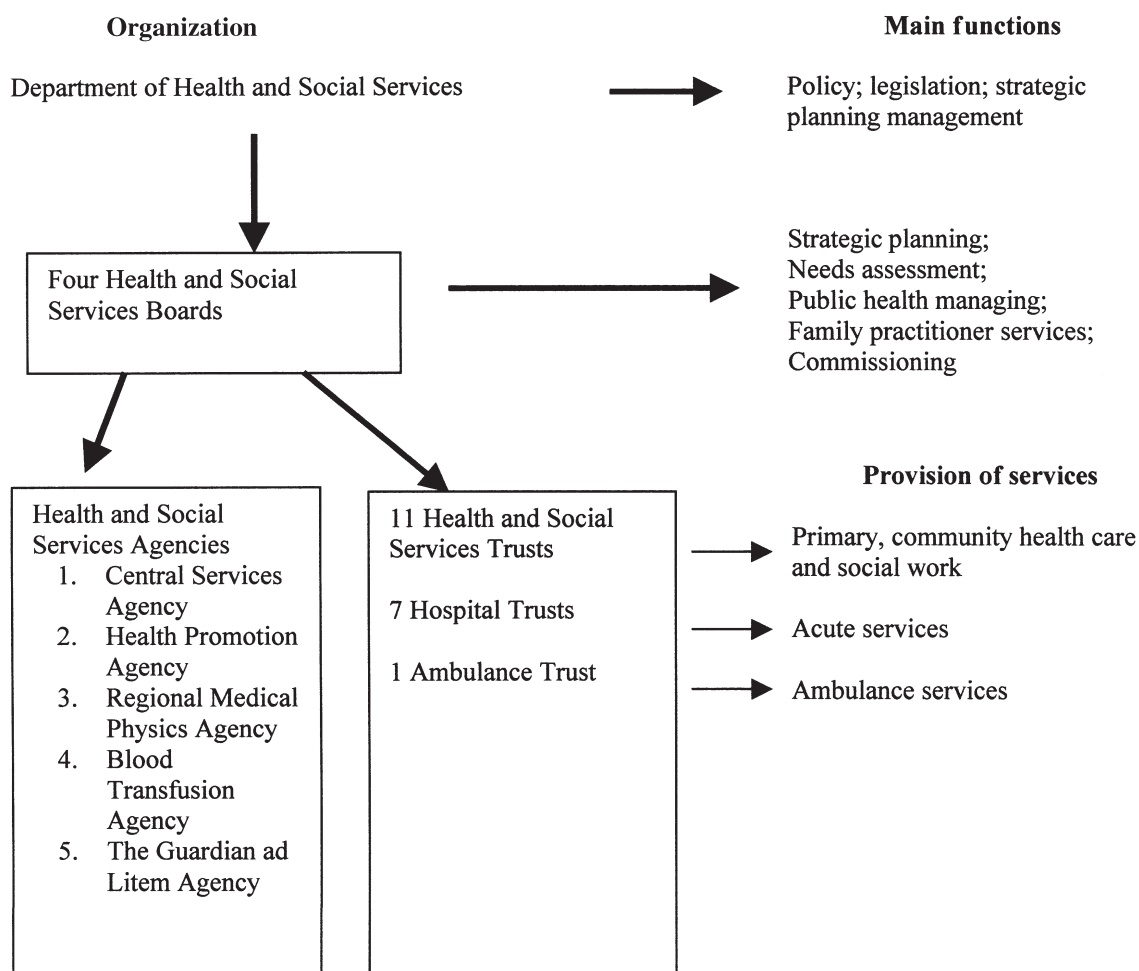 Organization
Main functions
Department of Health and Social Services
Policy; legislation; strategic
planning management
Four Health and Social
Services Boards
Strategic planning;
Needs assessment;
Public health managing;
Family practitioner services;
Commissioning
Health and Social
Services Agencies
1. Central Services
Agency
2. Health Promotion
Agency
3. Regional Medical
Physics Agency
4. Blood
Transfusion
Agency
5. The Guardian ad
Litem Agency
11 Health and Social
Services Trusts
7 Hospital Trusts
1 Ambulance Trust
Provision of services
Primary, community health care
and social work
Acute services
Ambulance services